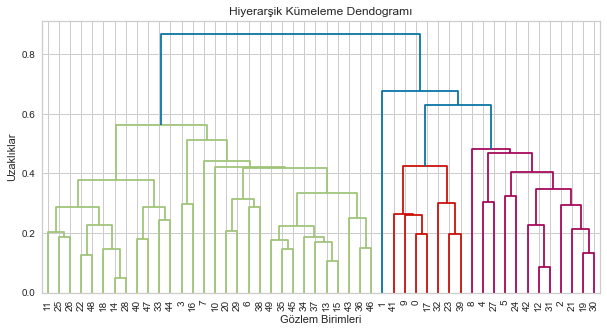 Hiyerarşik Kümeleme Dendogramı
Uzaklıklar
0.8
0.6
0.4
0.2
0.0
11 25 26 22 48 18 14 28 40 47 33 44 3 16 7 10 20 29 6 38 49 35 45 34 37 13 15 43 36 46 1 41 9 0 17 32 23 39 8 4 27 5 24 42 12 31 2 21 19 30
Gözlem Birimleri